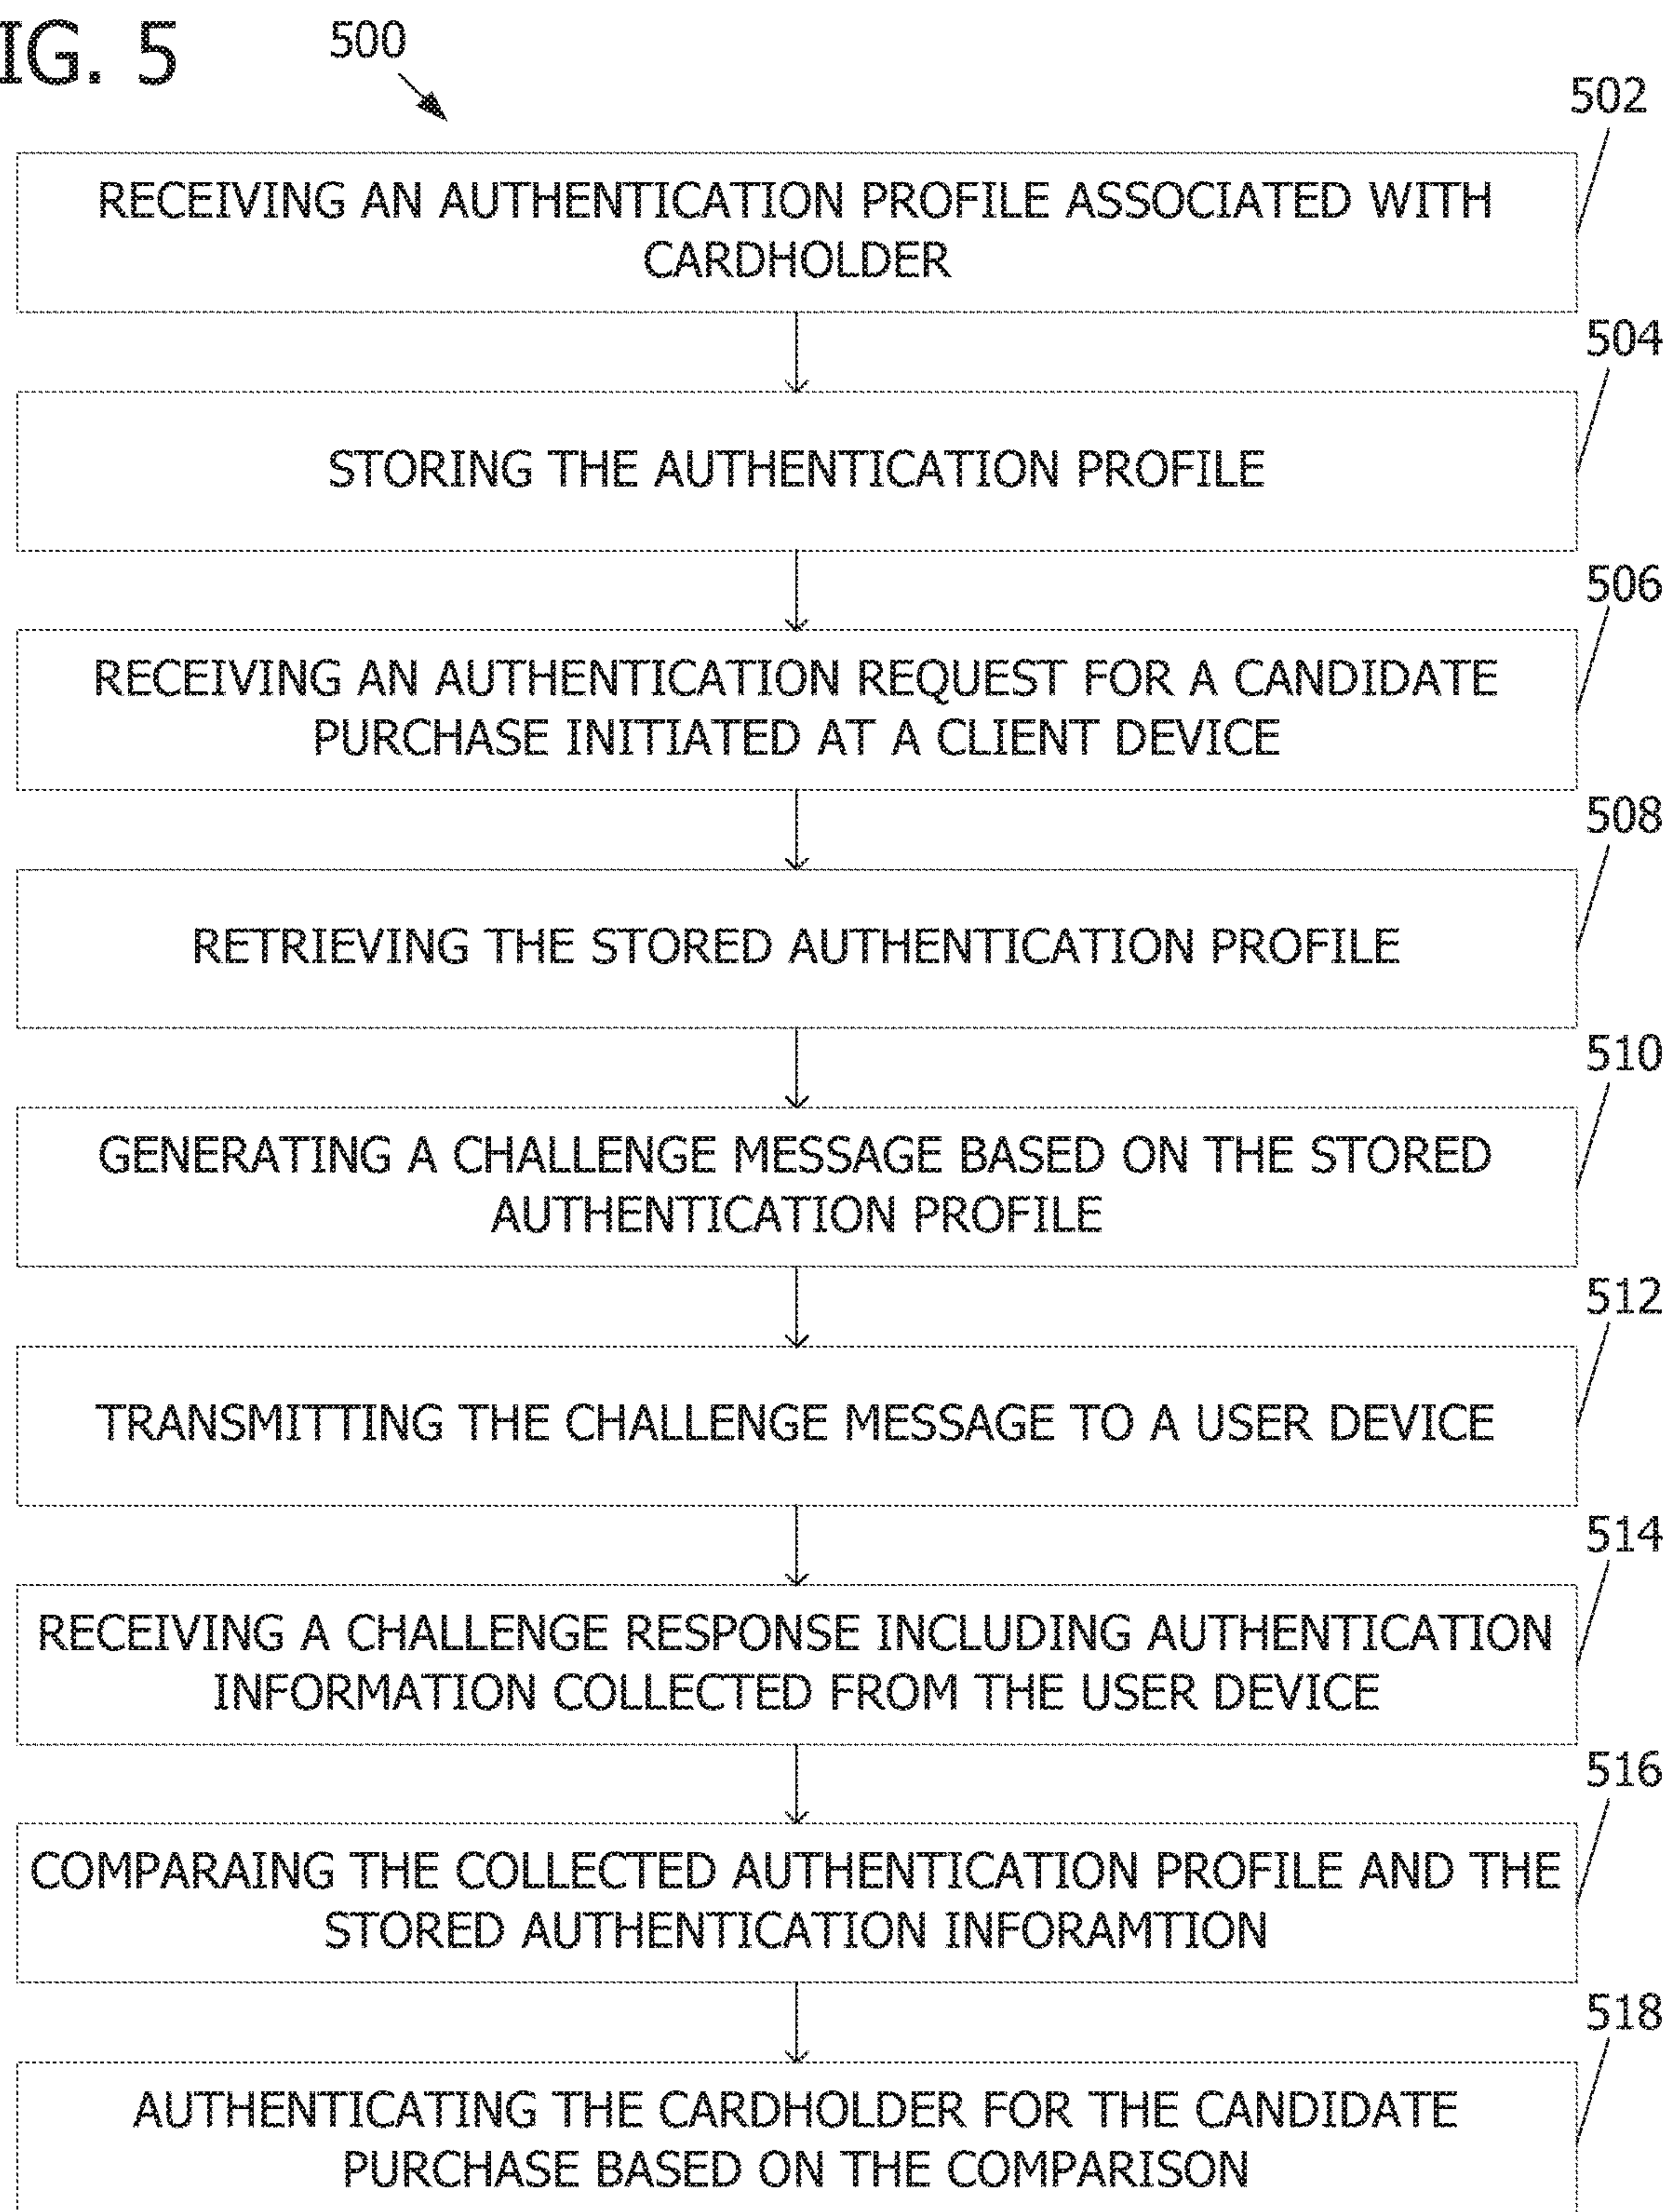 IG. 5
500
502
RECEIVING AN AUTHENTICATION PROFILE ASSOCIATED WITH
CARDHOLDER
504
STORING THE AUTHENTICATION PROFILE
506
RECEIVING AN AUTHENTICATION REQUEST FOR A CANDIDATE
PURCHASE INITIATED AT A CLIENT DEVICE
508
RETRIEVING THE STORED AUTHENTICATION PROFILE
510
GENERATING A CHALLENGE MESSAGE BASED ON THE STORED
AUTHENTICATION PROFILE
512
TRANSMITTING THE CHALLENGE MESSAGE TO A USER DEVICE
514
RECEIVING A CHALLENGE RESPONSE INCLUDING AUTHENTICATION
INFORMATION COLLECTED FROM THE USER DEVICE
516
COMPARAING THE COLLECTED AUTHENTICATION PROFILE AND THE
STORED AUTHENTICATION INFORAMTION
518
AUTHENTICATING THE CARDHOLDER FOR THE CANDIDATE
PURCHASE BASED ON THE COMPARISON